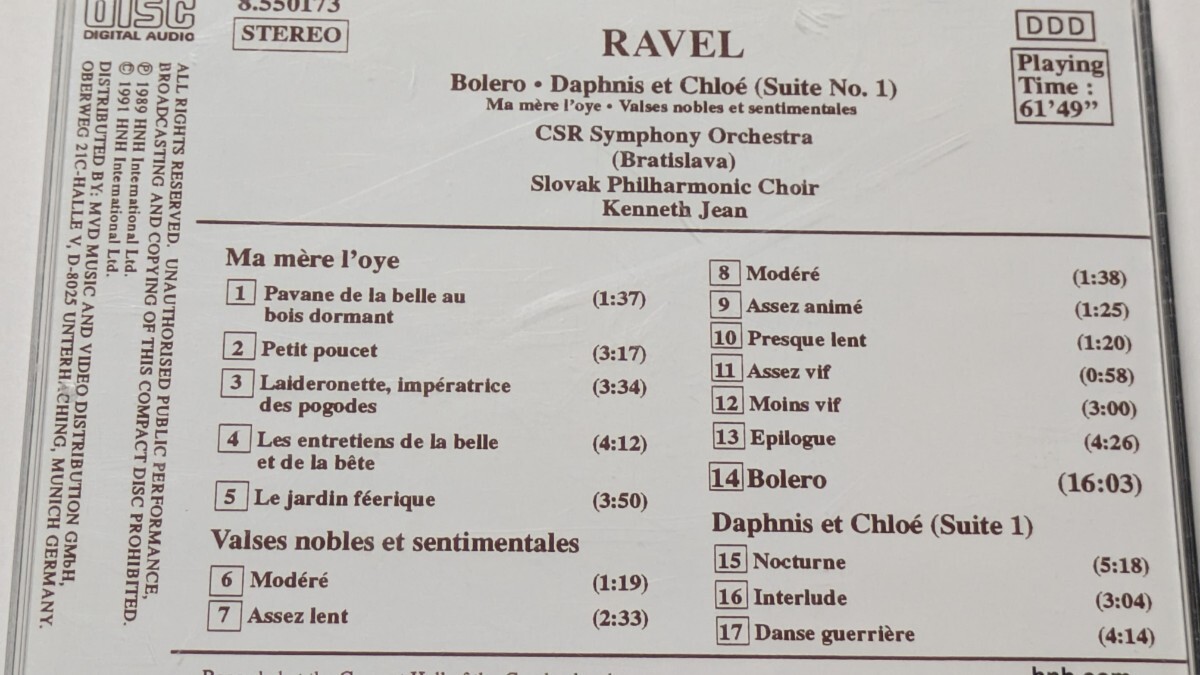 DISC
DIGITAL AUDIO
8.550173
STEREO
RAVEL
Bolero • Daphnis et Chloé (Suite No. 1)
Ma mère l'oye • Valses nobles et sentimentales
CSR Symphony Orchestra
(Bratislava)
Slovak Philharmonic Choir
Kenneth Jean
DDD
Playing
Time :
61'49"
ALL RIGHTS RESERVED. UNAUTHORISED PUBLIC PERFORMANCE,
BROADCASTING AND COPYING OF THIS COMPACT DISC PROHIBITED.
℗ 1989 HNH International Ltd.
© 1991 HNH International Ltd.
DISTRIBUTED BY: MVD MUSIC AND VIDEO DISTRIBUTION GMbH,
OBERWEG 21C-HALLE V, D-8025 UNTERHACHING, MUNICH GERMANY.
Ma mère l'oye
1 Pavane de la belle au
bois dormant (1:37)
2 Petit poucet (3:17)
3 Laideronette, impératrice
des pogodes (3:34)
4 Les entretiens de la belle
et de la bête (4:12)
5 Le jardin féerique (3:50)
Valses nobles et sentimentales
6 Modéré (1:19)
7 Assez lent (2:33)
8 Modéré (1:38)
9 Assez animé (1:25)
10 Presque lent (1:20)
11 Assez vif (0:58)
12 Moins vif (3:00)
13 Epilogue (4:26)
14 Bolero (16:03)
Daphnis et Chloé (Suite 1)
15 Nocturne (5:18)
16 Interlude (3:04)
17 Danse guerrière (4:14)